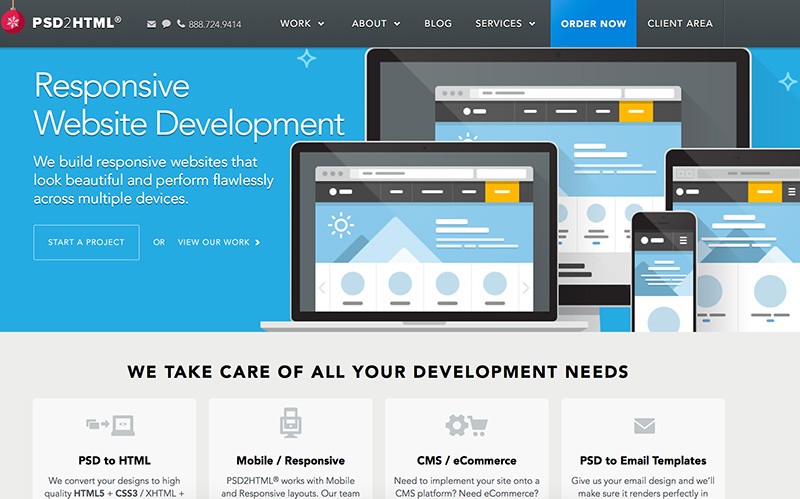 PSD2HTML® 888.724.9414 WORK ABOUT BLOG SERVICES ORDER NOW CLIENT AREA
Responsive
Website Development
We build responsive websites that
look beautiful and perform flawlessly
across multiple devices.
START A PROJECT OR VIEW OUR WORK
WE TAKE CARE OF ALL YOUR DEVELOPMENT NEEDS
PSD to HTML
We convert your designs to high
quality HTML5 + CSS3 / XHTML +
Mobile / Responsive
PSD2HTML® works with Mobile
and Responsive layouts. Our team
CMS / eCommerce
Need to implement your site onto a
CMS platform? Need eCommerce?
PSD to Email Templates
Give us your email design and we'll
make sure it renders perfectly in